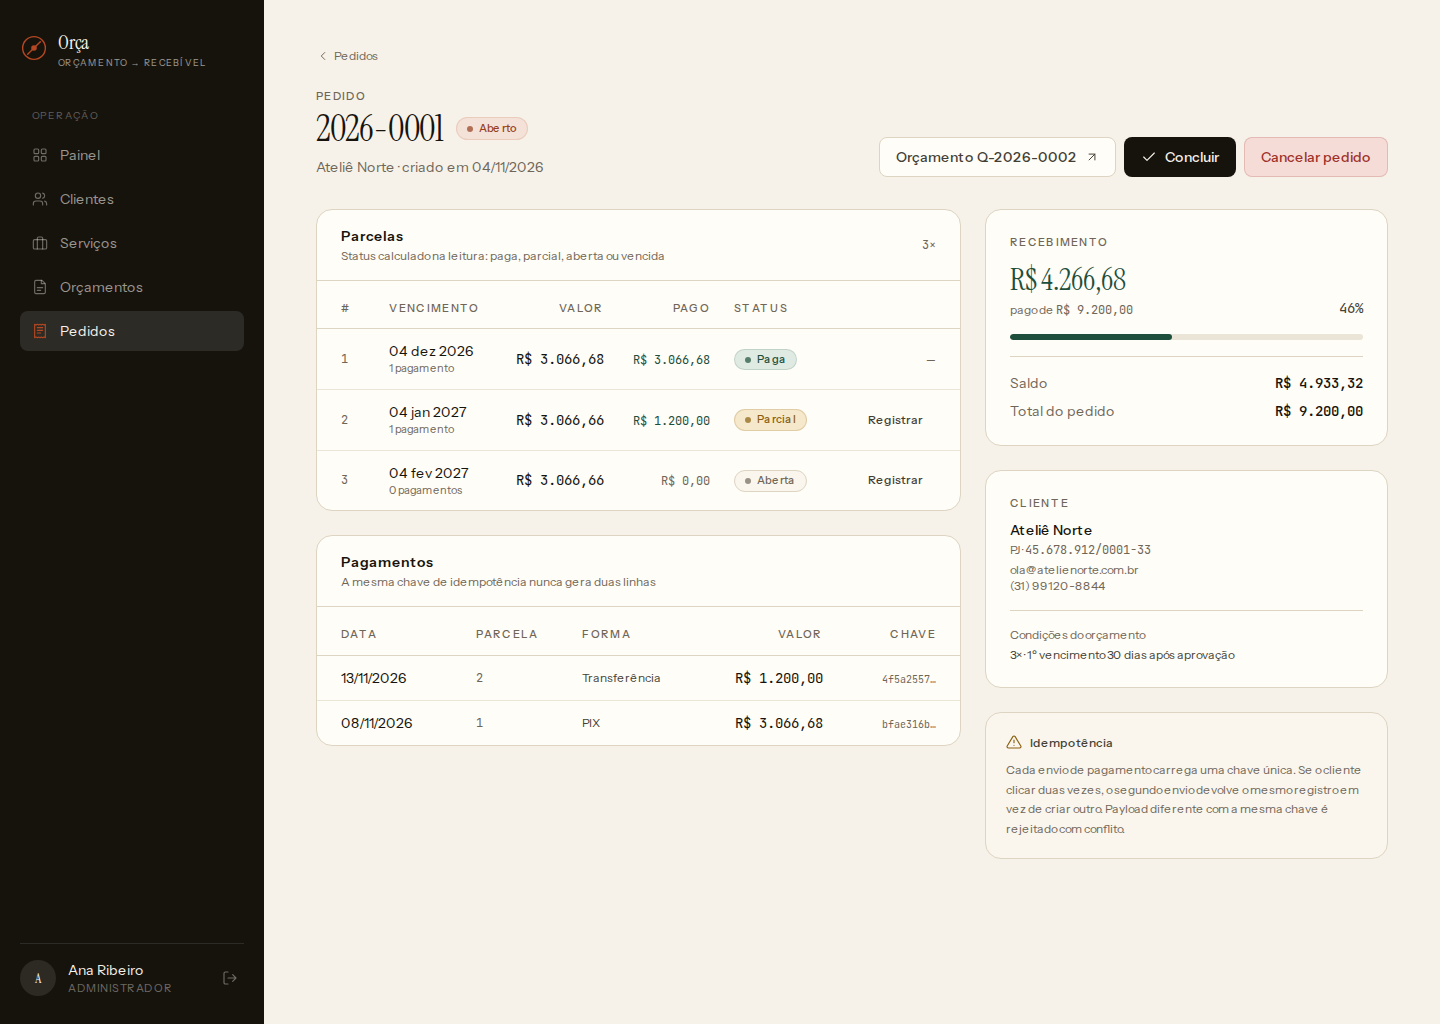 Orça
ORÇAMENTO → RECEBÍVEL
OPERAÇÃO
Painel
Clientes
Serviços
Orçamentos
Pedidos
Ana Ribeiro
A
ADMINISTRADOR
Pedidos
PEDIDO
2026-0001 Aberto
Ateliê Norte · criado em 04/11/2026
Orçamento Q-2026-0002 Concluir Cancelar pedido
Parcelas
Status calculado na leitura: paga, parcial, aberta ou vencida
3×
# VENCIMENTO VALOR PAGO STATUS
1 04 dez 2026 R$ 3.066,68 R$ 3.066,68 Paga —
1 pagamento
2 04 jan 2027 R$ 3.066,66 R$ 1.200,00 Parcial Registrar
1 pagamento
3 04 fev 2027 R$ 3.066,66 R$ 0,00 Aberta Registrar
0 pagamentos
Pagamentos
A mesma chave de idempotência nunca gera duas linhas
DATA PARCELA FORMA VALOR CHAVE
13/11/2026 2 Transferência R$ 1.200,00 4f5a2557…
08/11/2026 1 PIX R$ 3.066,68 bfae316b…
RECEBIMENTO
R$ 4.266,68
pago de R$ 9.200,00 46%
Saldo R$ 4.933,32
Total do pedido R$ 9.200,00
CLIENTE
Ateliê Norte
PJ · 45.678.912/0001-33
ola@atelienorte.com.br
(31) 99120-8844
Condições do orçamento
3× · 1º vencimento 30 dias após aprovação
Idempotência
Cada envio de pagamento carrega uma chave única. Se o cliente
clicar duas vezes, o segundo envio devolve o mesmo registro em
vez de criar outro. Payload diferente com a mesma chave é
rejeitado com conflito.